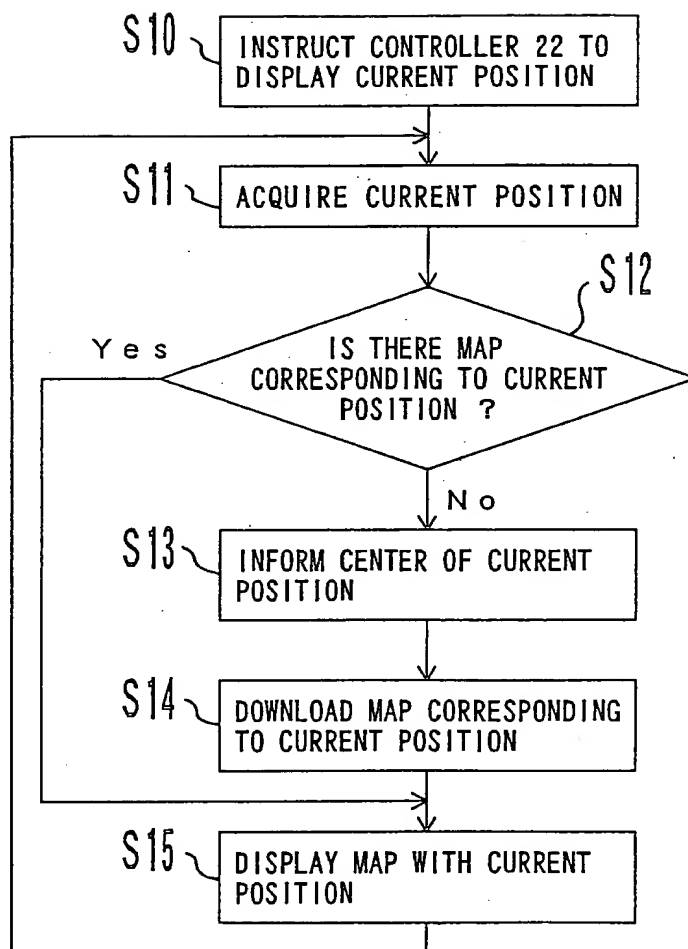 S10
INSTRUCT CONTROLLER 22 TO
DISPLAY CURRENT POSITION
S11
ACQUIRE CURRENT POSITION
S12
IS THERE MAP
CORRESPONDING TO CURRENT
POSITION ?
Yes
No
S13
INFORM CENTER OF CURRENT
POSITION
S14
DOWNLOAD MAP CORRESPONDING
TO CURRENT POSITION
S15
DISPLAY MAP WITH CURRENT
POSITION